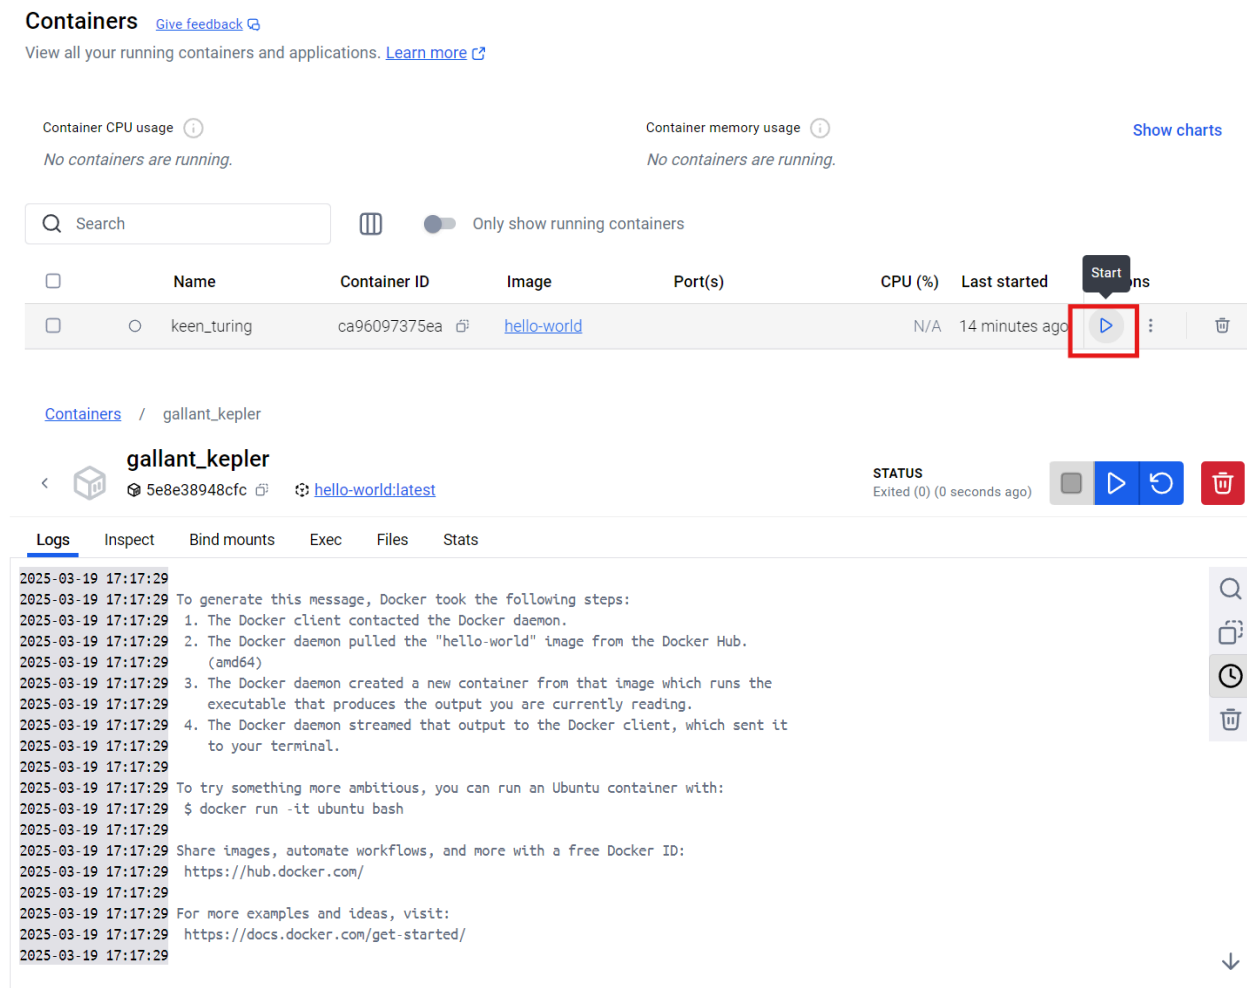 Containers Give feedback
View all your running containers and applications. Learn more
Container CPU usage
No containers are running.
Container memory usage
No containers are running.
Show charts
Search
Only show running containers
Start
Name Container ID Image Port(s) CPU (%) Last started ns
keen_turing ca96097375ea hello-world N/A 14 minutes ago
Containers / gallant_kepler
gallant_kepler
5e8e38948cfc hello-world:latest
STATUS
Exited (0) (0 seconds ago)
Logs Inspect Bind mounts Exec Files Stats
2025-03-19 17:17:29
2025-03-19 17:17:29 To generate this message, Docker took the following steps:
2025-03-19 17:17:29 1. The Docker client contacted the Docker daemon.
2025-03-19 17:17:29 2. The Docker daemon pulled the "hello-world" image from the Docker Hub.
2025-03-19 17:17:29 (amd64)
2025-03-19 17:17:29 3. The Docker daemon created a new container from that image which runs the
2025-03-19 17:17:29 executable that produces the output you are currently reading.
2025-03-19 17:17:29 4. The Docker daemon streamed that output to the Docker client, which sent it
2025-03-19 17:17:29 to your terminal.
2025-03-19 17:17:29
2025-03-19 17:17:29 To try something more ambitious, you can run an Ubuntu container with:
2025-03-19 17:17:29 $ docker run -it ubuntu bash
2025-03-19 17:17:29
2025-03-19 17:17:29 Share images, automate workflows, and more with a free Docker ID:
2025-03-19 17:17:29 https://hub.docker.com/
2025-03-19 17:17:29
2025-03-19 17:17:29 For more examples and ideas, visit:
2025-03-19 17:17:29 https://docs.docker.com/get-started/
2025-03-19 17:17:29